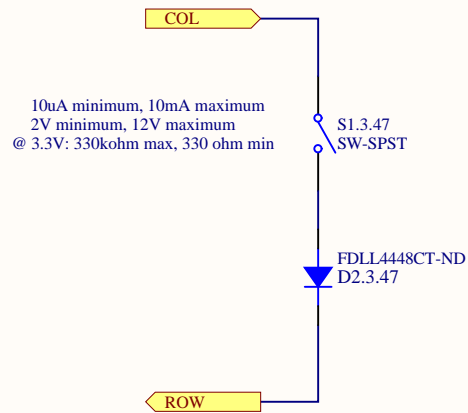 COL
10uA minimum, 10mA maximum
2V minimum, 12V maximum
@ 3.3V: 330kohm max, 330 ohm min
S1.3.47
SW-SPST
FDLL4448CT-ND
D2.3.47
ROW